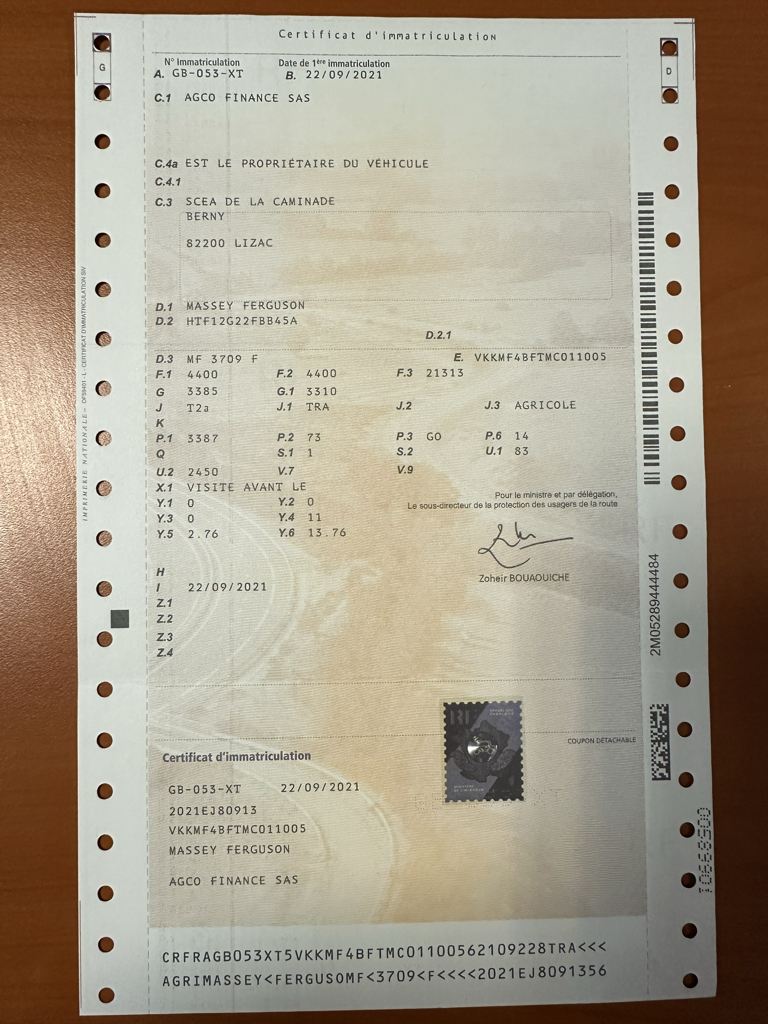 Certificat d'immatriculation
G
D
N° Immatriculation Date de 1ère immatriculation
A. GB-053-XT B. 22/09/2021
C.1 AGCO FINANCE SAS
C.4a EST LE PROPRIÉTAIRE DU VÉHICULE
C.4.1
C.3 SCEA DE LA CAMINADE
BERNY
82200 LIZAC
D.1 MASSEY FERGUSON
D.2 HTF12G22FBB45A
D.2.1
D.3 MF 3709 F E. VKKMF4BFTMC011005
F.1 4400 F.2 4400 F.3 21313
G 3385 G.1 3310
J T2a J.1 TRA J.2 J.3 AGRICOLE
K
P.1 3387 P.2 73 P.3 GO P.6 14
Q S.1 1 S.2 U.1 83
U.2 2450 V.7 V.9
X.1 VISITE AVANT LE
Y.1 0 Y.2 0
Y.3 0 Y.4 11
Y.5 2.76 Y.6 13.76
Pour le ministre et par délégation,
Le sous-directeur de la protection des usagers de la route
Zoheir BOUAOUICHE
H
I 22/09/2021
Z.1
Z.2
Z.3
Z.4
COUPON DÉTACHABLE
Certificat d'immatriculation
GB-053-XT 22/09/2021
2021EJ80913
VKKMF4BFTMC011005
MASSEY FERGUSON
AGCO FINANCE SAS
CRFRAGB053XT5VKKMF4BFTMC01100562109228TRA<<<
AGRIMASSEY<FERGUSOMF<3709<F<<<<2021EJ8091356
2M05289444484